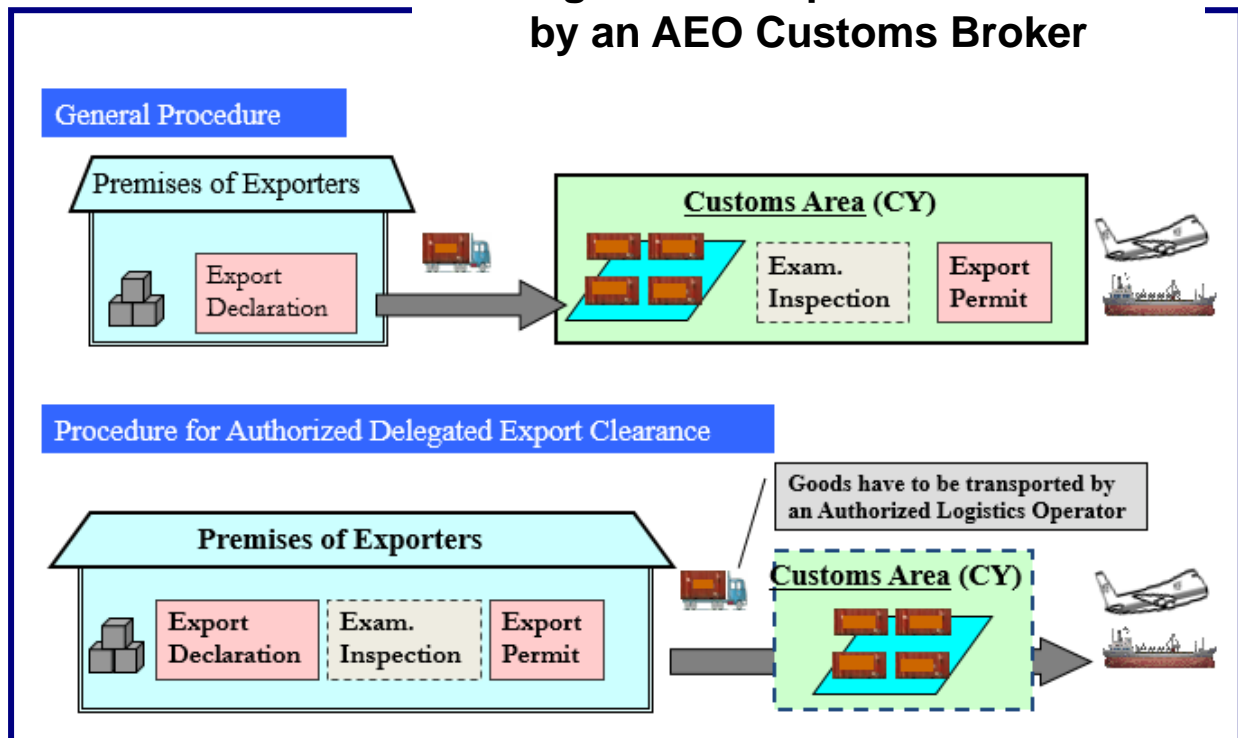 by an AEO Customs Broker
General Procedure
Premises of Exporters
Export
Declaration
Customs Area (CY)
Exam.
Inspection
Export
Permit
Procedure for Authorized Delegated Export Clearance
Goods have to be transported by
an Authorized Logistics Operator
Premises of Exporters
Export
Declaration
Exam.
Inspection
Export
Permit
Customs Area (CY)